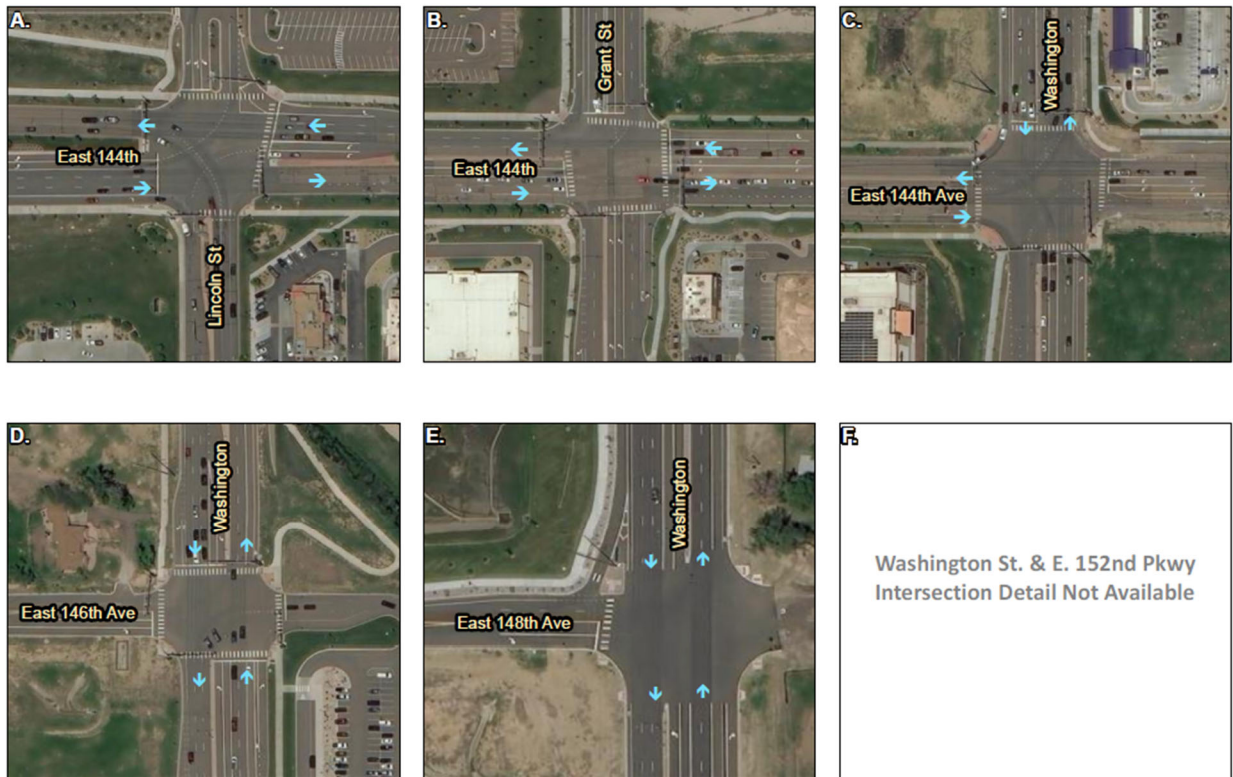 A.
East 144th
Lincoln St
B.
Grant St
East 144th
C.
Washington
East 144th Ave
D.
Washington
East 146th Ave
E.
Washington
East 148th Ave
F.
Washington St. & E. 152nd Pkwy
Intersection Detail Not Available